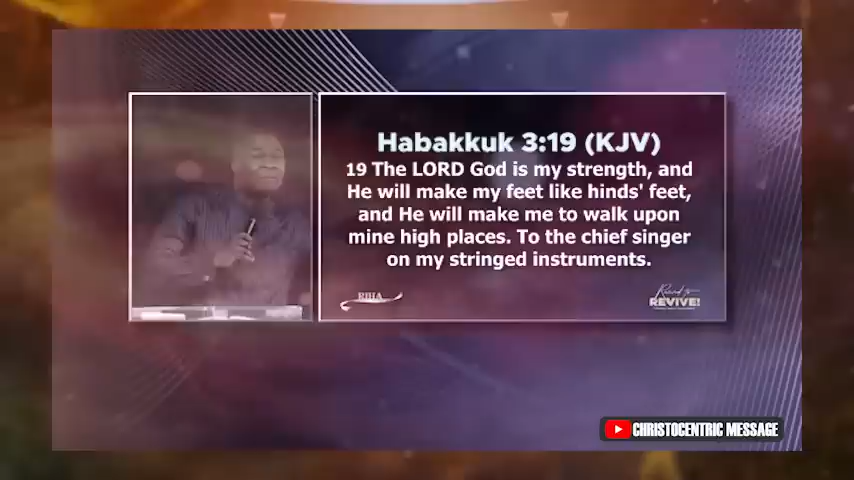 Habakkuk 3:19 (KJV)
19 The LORD God is my strength, and
He will make my feet like hinds' feet,
and He will make me to walk upon
mine high places. To the chief singer
on my stringed instruments.
RIHA
REVIVE!
CHRISTOCENTRIC MESSAGE